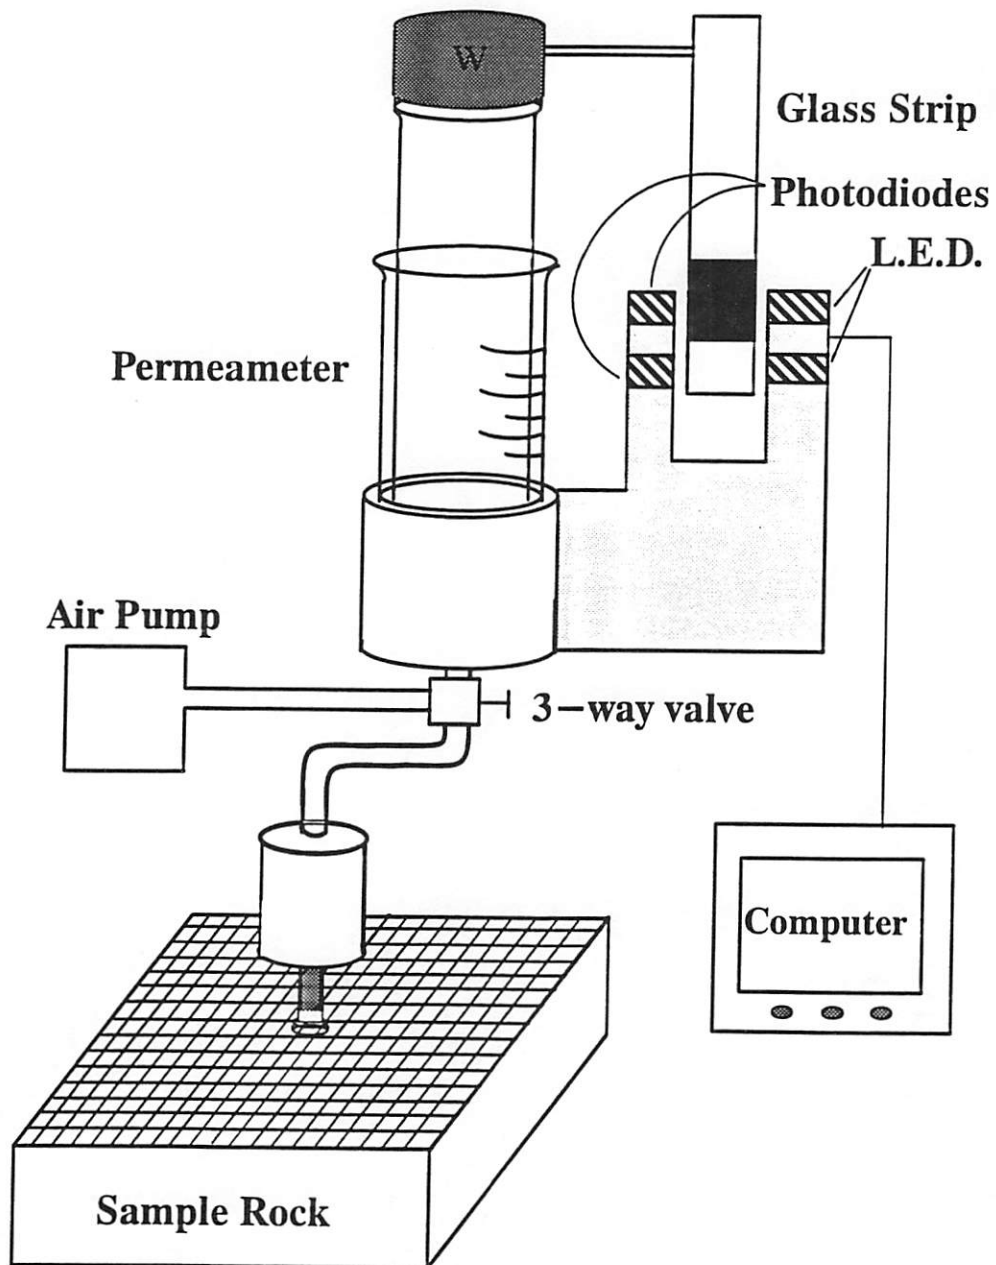 W
Glass Strip
Photodiodes
L.E.D.
Permeameter
Air Pump
3-way valve
Computer
Sample Rock